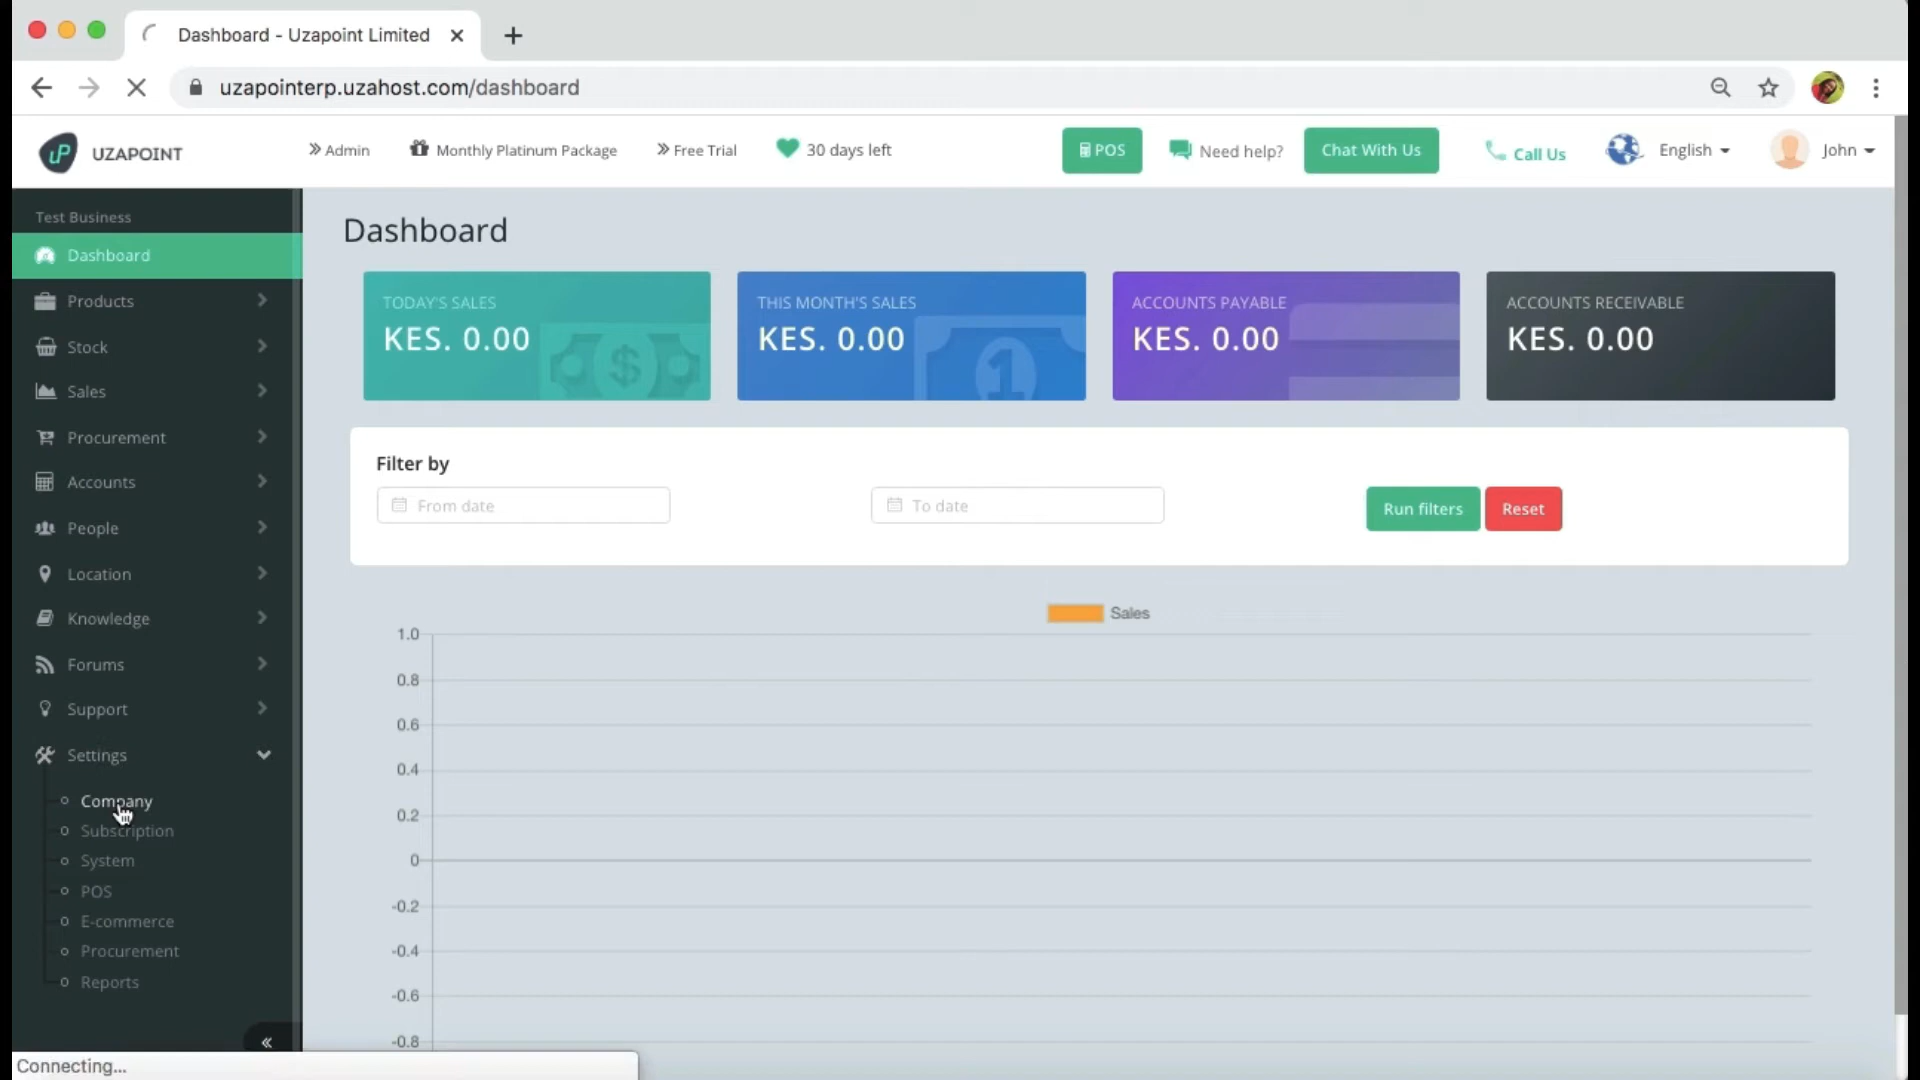 Dashboard - Uzapoint Limited
uzapointerp.uzahost.com/dashboard
uP UZAPOINT
Admin
Monthly Platinum Package
Free Trial
30 days left
POS
Need help?
Chat With Us
Call Us
English
John
Test Business
Dashboard
Products
Stock
Sales
Procurement
Accounts
People
Location
Knowledge
Forums
Support
Settings
Company
Subscription
System
POS
E-commerce
Procurement
Reports
Connecting...
Dashboard
TODAY'S SALES
KES. 0.00
THIS MONTH'S SALES
KES. 0.00
ACCOUNTS PAYABLE
KES. 0.00
ACCOUNTS RECEIVABLE
KES. 0.00
Filter by
From date
To date
Run filters
Reset
Sales
1.0
0.8
0.6
0.4
0.2
0
-0.2
-0.4
-0.6
-0.8